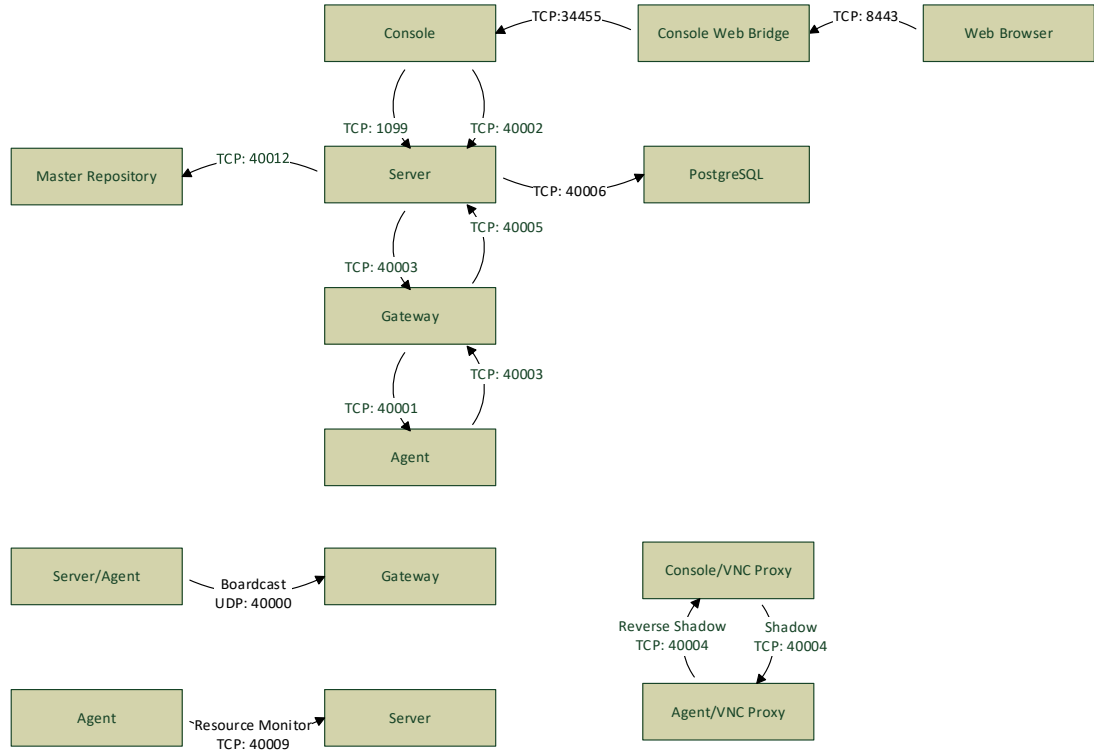 Console
TCP:34455
Console Web Bridge
TCP: 8443
Web Browser
TCP: 1099
TCP: 40002
Master Repository
TCP: 40012
Server
TCP: 40006
PostgreSQL
TCP: 40003
TCP: 40005
Gateway
TCP: 40001
TCP: 40003
Agent
Server/Agent
Boardcast
UDP: 40000
Gateway
Console/VNC Proxy
Reverse Shadow
TCP: 40004
Shadow
TCP: 40004
Agent/VNC Proxy
Agent
Resource Monitor
TCP: 40009
Server